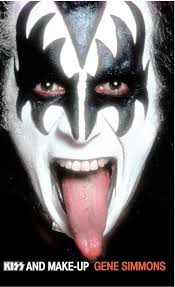 KISS AND MAKE-UP GENE SIMMONS